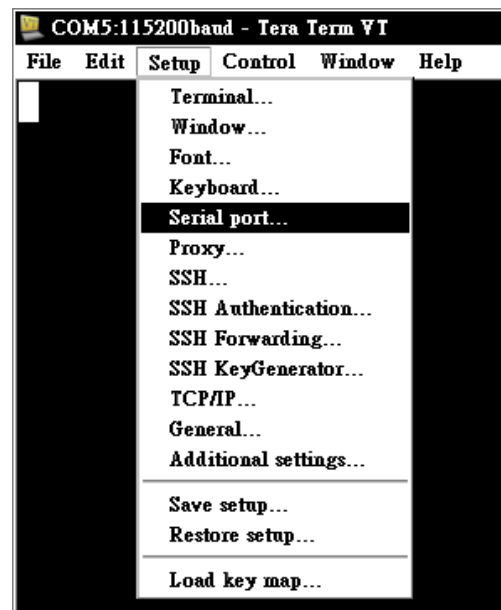 COM5:115200baud - Tera Term VT
File Edit Setup Control Window Help
Terminal...
Window...
Font...
Keyboard...
Serial port...
Proxy...
SSH...
SSH Authentication...
SSH Forwarding...
SSH KeyGenerator...
TCP/IP...
General...
Additional settings...
Save setup...
Restore setup...
Load key map...